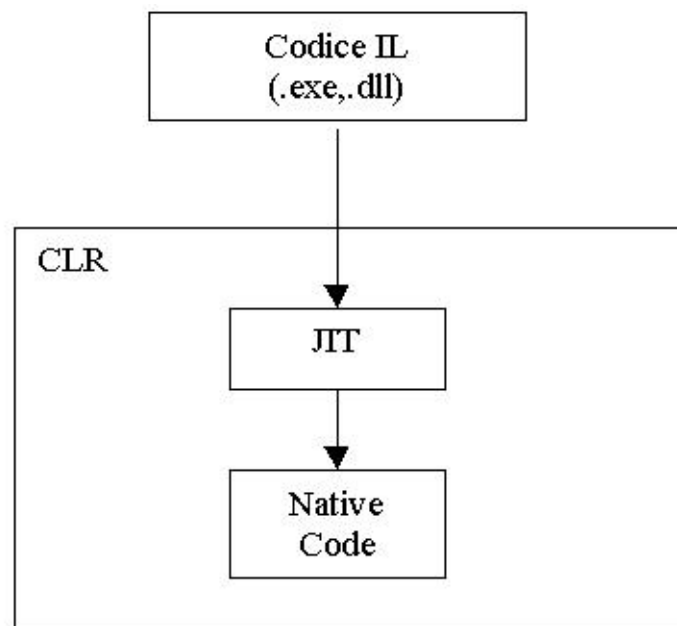 Codice IL
(.exe,.dll)
CLR
JIT
Native
Code